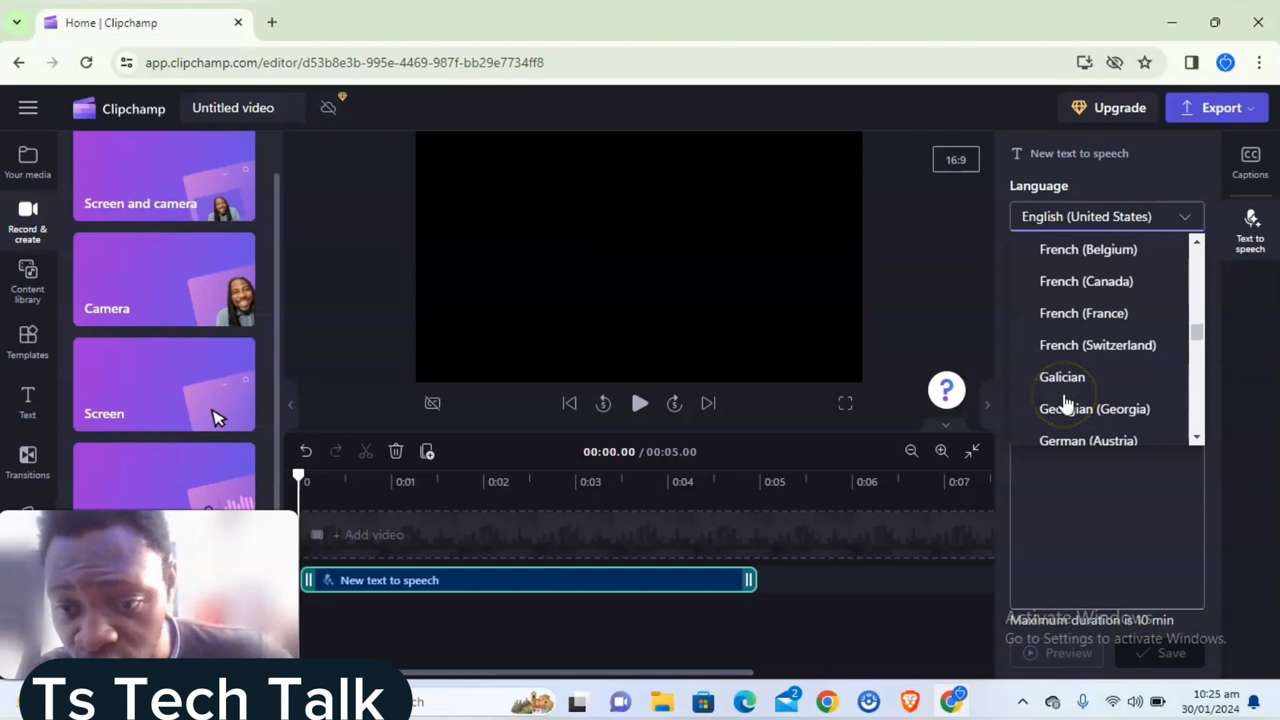 Home | Clipchamp
app.clipchamp.com/editor/d53b8e3b-995e-4469-987f-bb29e7734ff8
Clipchamp
Untitled video
Upgrade
Export
Your media
Record &
create
Content
library
Templates
Text
Transitions
Screen and camera
Camera
Screen
16:9
?
New text to speech
Language
English (United States)
French (Belgium)
French (Canada)
French (France)
French (Switzerland)
Galician
Georgian (Georgia)
German (Austria)
Captions
Text to
speech
5
5
00:00.00 / 00:05.00
0
0:01
0:02
0:03
0:04
0:05
0:06
0:07
+ Add video
New text to speech
Maximum duration is 10 min
Activate Windows
Go to Settings to activate Windows.
Preview
Save
Ts Tech Talk
2
10:25 am
30/01/2024